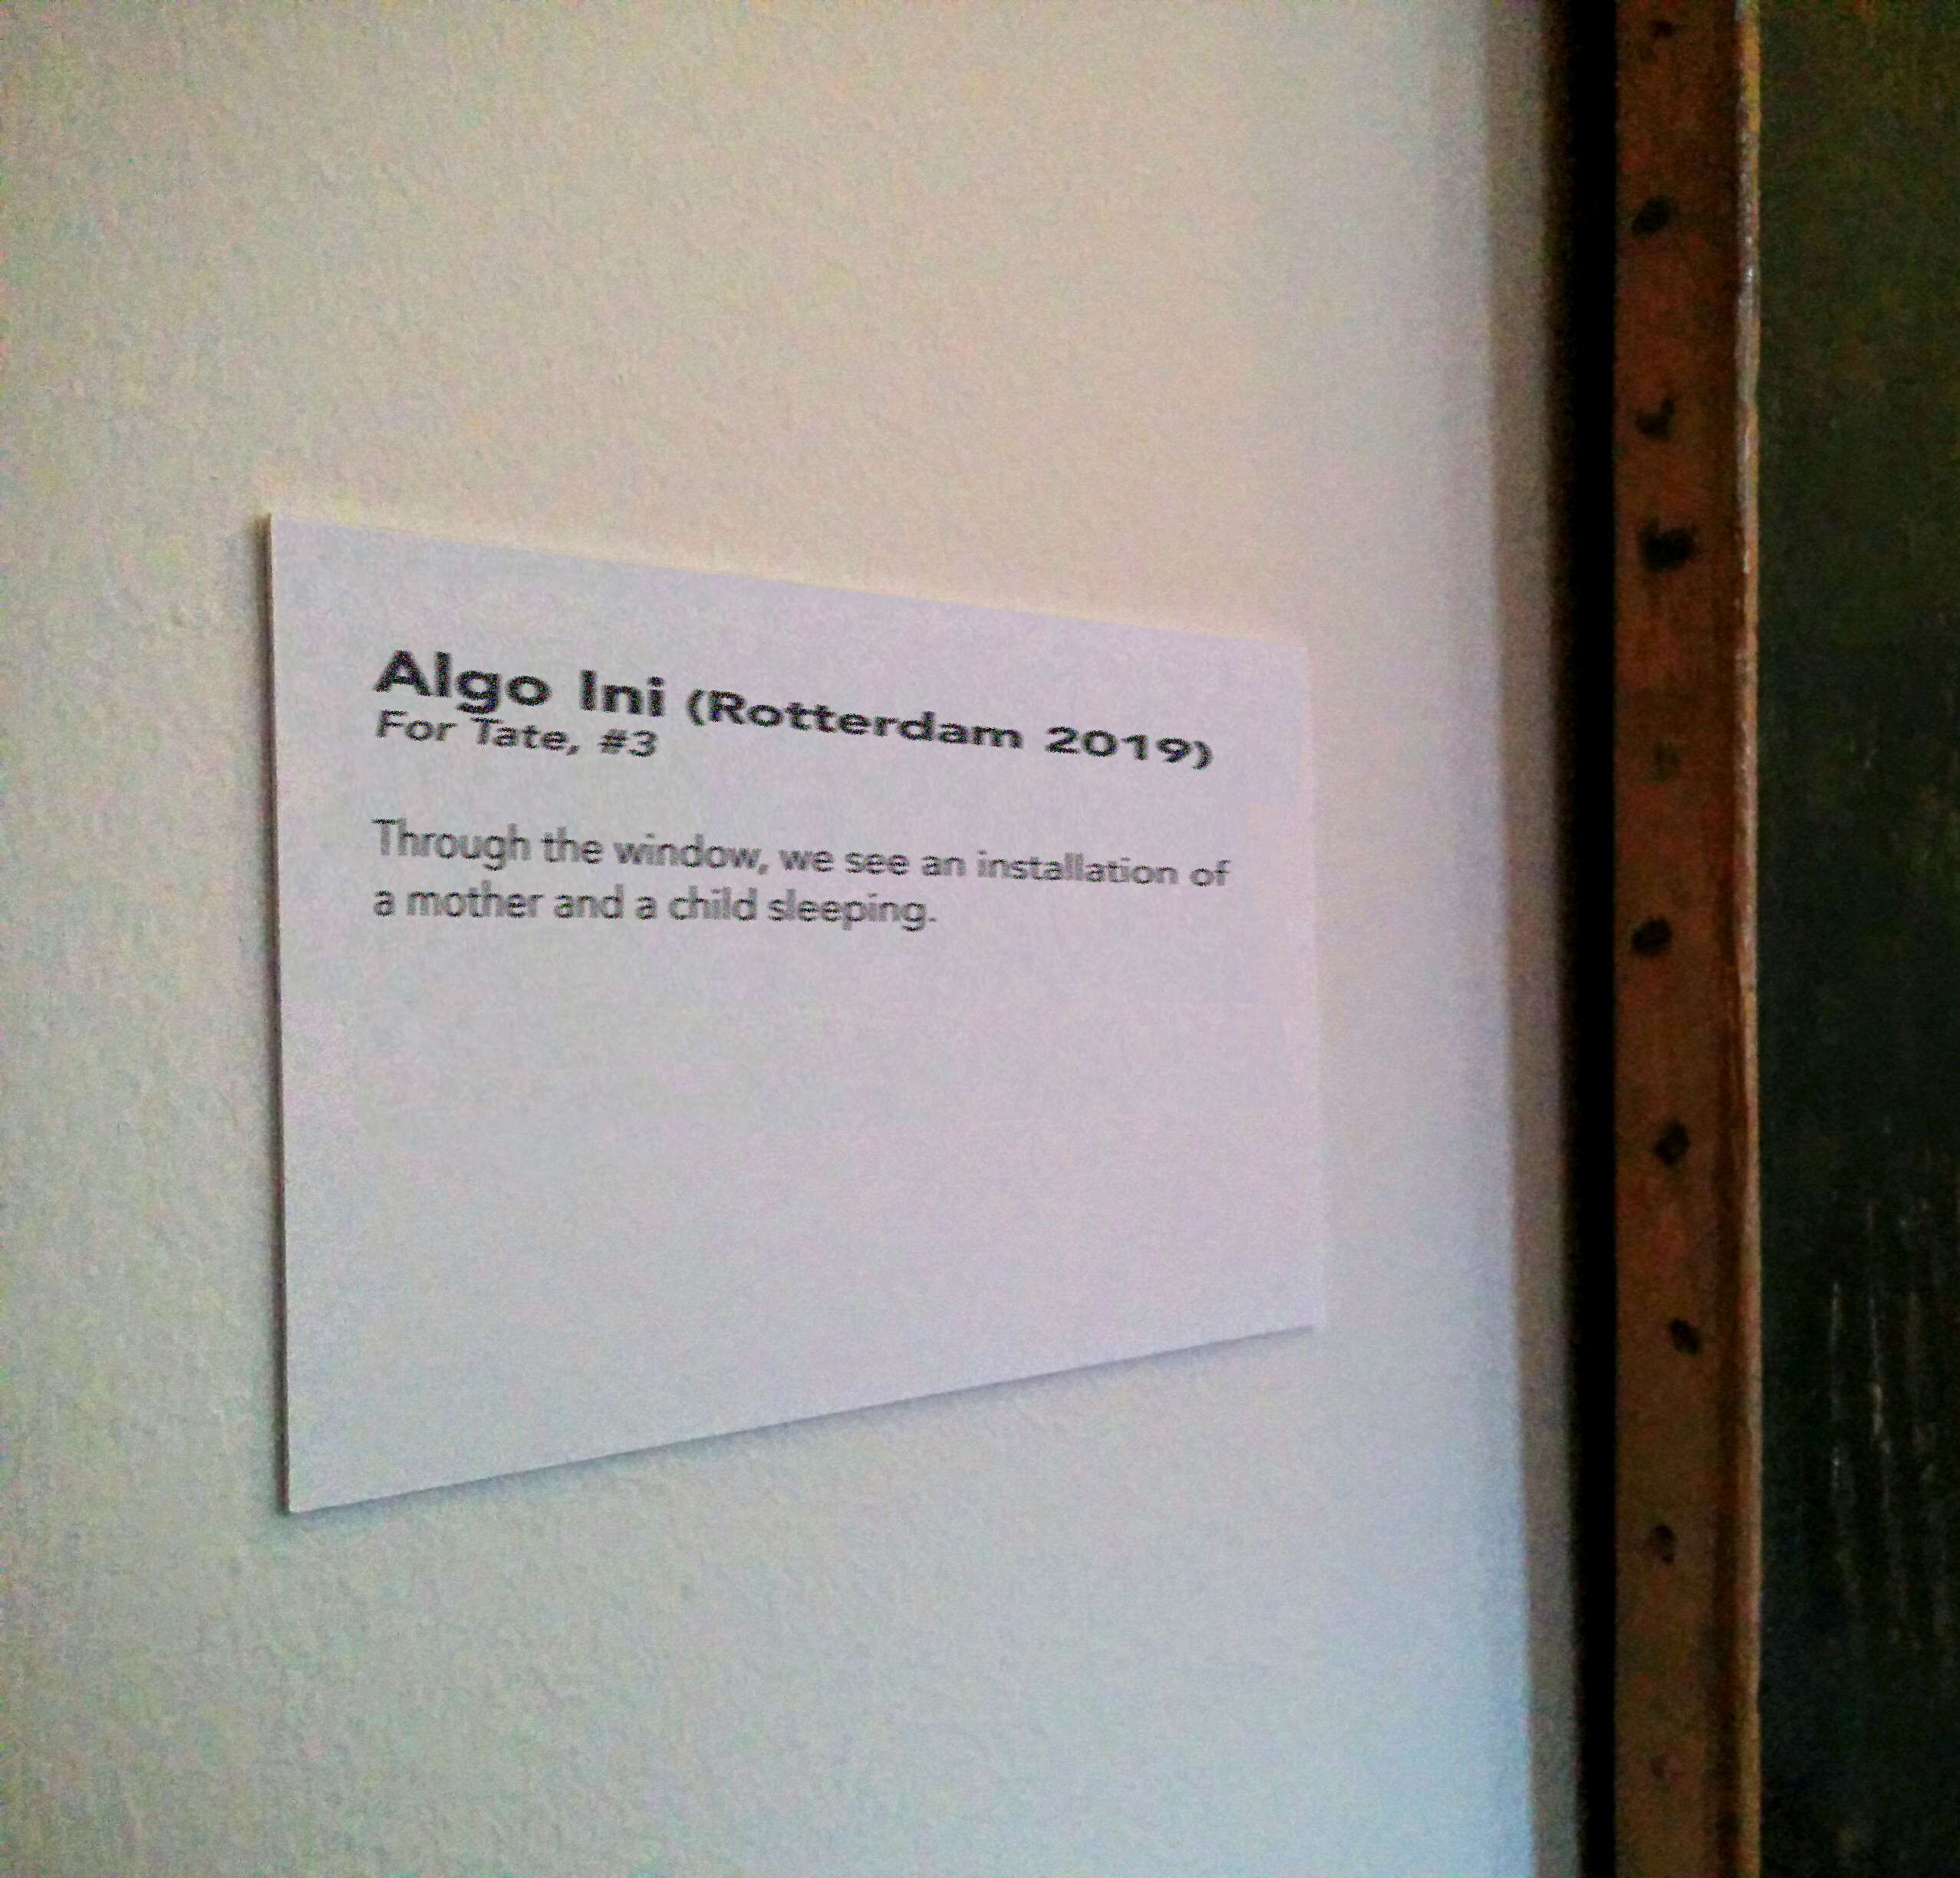 Algo Ini (Rotterdam 2019)
For Tate, #3
Through the window, we see an installation of
a mother and a child sleeping.